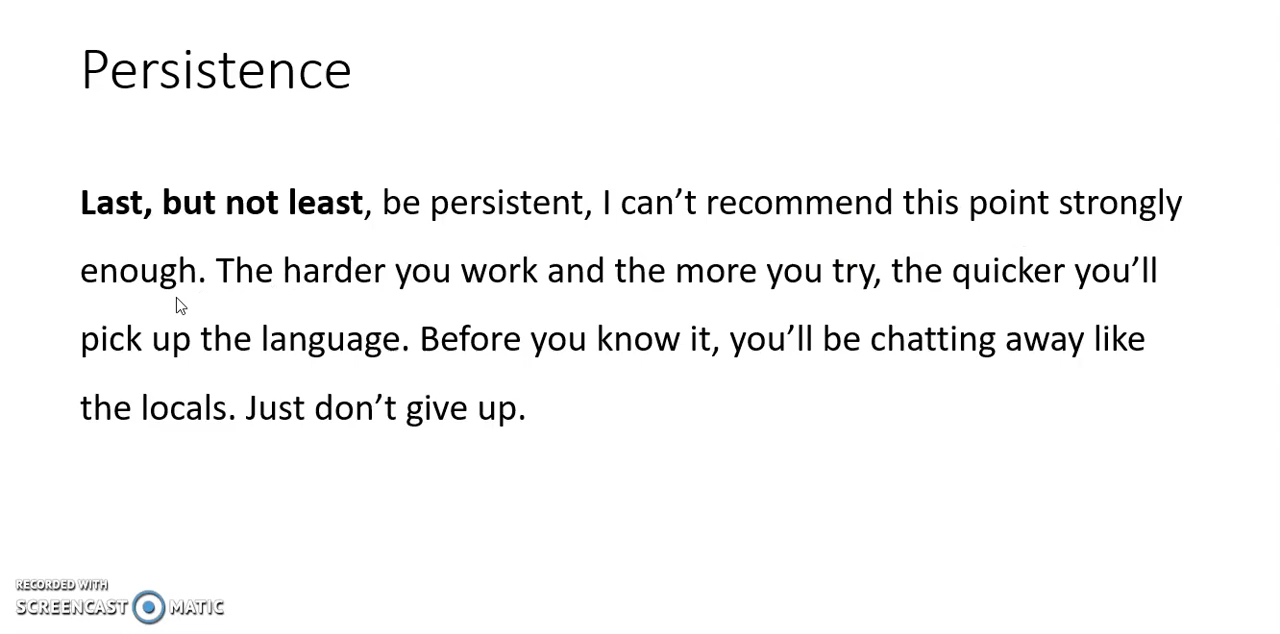 Persistence
Last, but not least, be persistent, I can’t recommend this point strongly
enough. The harder you work and the more you try, the quicker you’ll
pick up the language. Before you know it, you’ll be chatting away like
the locals. Just don’t give up.
RECORDED WITH
SCREENCAST MATIC